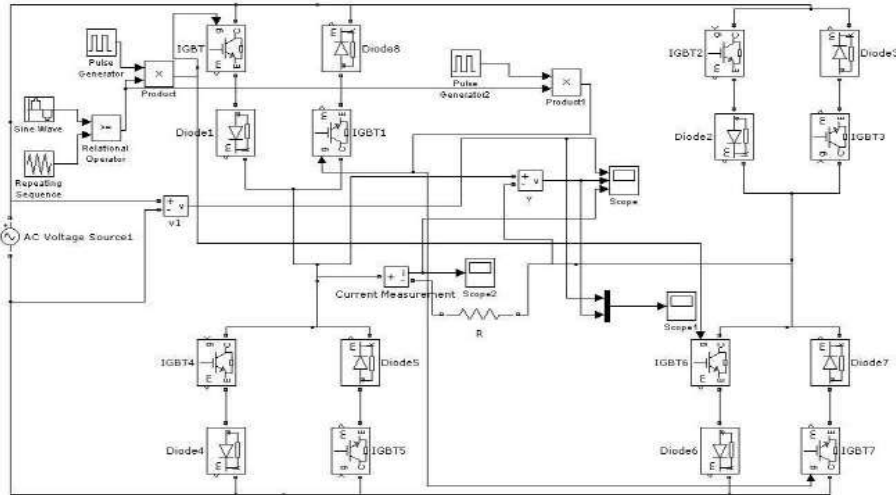 IGBT
Diode8
IGBT2
Diode3
Pulse
Generator
Product
Pulse
Generator2
Product1
Sine Wave
>=
Relational
Operator
Diode1
IGBT1
Diode2
IGBT3
Repeating
Sequence
v1
v
Scope
AC Voltage Source1
Current Measurement
Scope2
R
Scope1
IGBT4
Diode5
IGBT6
Diode7
Diode4
IGBT5
Diode6
IGBT7